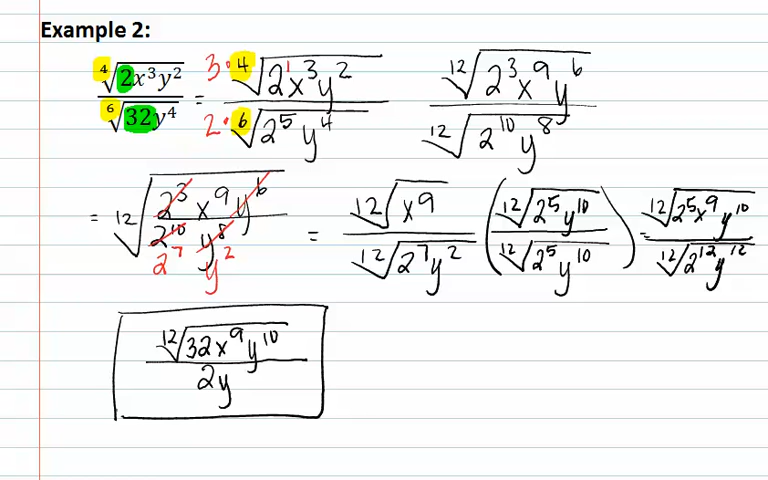 Example 2:
⁴√(2x³y²) / ⁶√(32y⁴) = 3· ⁴√(2¹x³y²) / 2· ⁶√(2⁵y⁴)   ¹²√(2³x⁹y⁶) / ¹²√(2¹⁰y⁸)
= ¹²√(2³x⁹y⁶ / 2¹⁰y⁸) 2⁷ y² = ¹²√(x⁹) / ¹²√(2⁷y²) (¹²√(2⁵y¹⁰) / ¹²√(2⁵y¹⁰)) = ¹²√(2⁵x⁹y¹⁰) / ¹²√(2¹²y¹²)
¹²√(32x⁹y¹⁰) / 2y